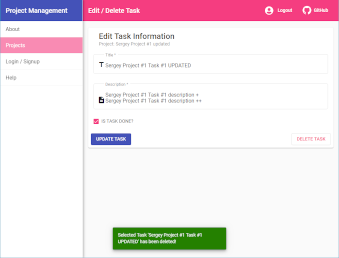 Project Management
Edit / Delete Task
Logout
GitHub
About
Projects
Login / Signup
Help
Edit Task Information
Project: Sergey Project #1 updated
Title *
Sergey Project #1 Task #1 UPDATED
Description *
Sergey Project #1 Task #1 description +
Sergey Project #1 Task #1 description ++
IS TASK DONE?
UPDATE TASK
DELETE TASK
Selected Task 'Sergey Project #1 Task #1
UPDATED' has been deleted!